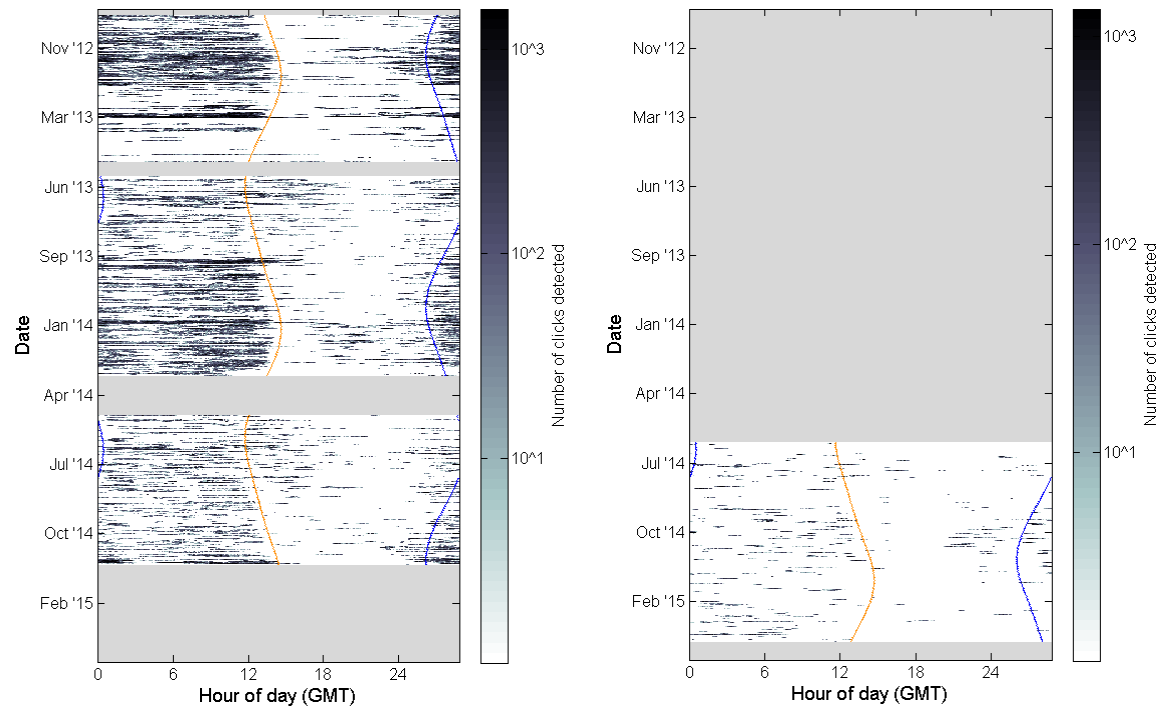 Nov '12
Mar '13
Jun '13
Sep '13
Jan '14
Apr '14
Jul '14
Oct '14
Feb '15
Date
0
6
12
18
24
Hour of day (GMT)
10^3
10^2
10^1
Number of clicks detected
Nov '12
Mar '13
Jun '13
Sep '13
Jan '14
Apr '14
Jul '14
Oct '14
Feb '15
Date
0
6
12
18
24
Hour of day (GMT)
10^3
10^2
10^1
Number of clicks detected